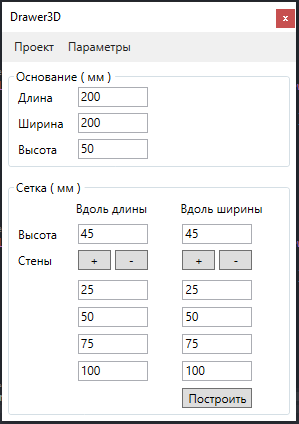 Drawer3D x
Проект Параметры
Основание ( мм )
Длина 200
Ширина 200
Высота 50
Сетка ( мм )
Вдоль длины Вдоль ширины
Высота 45 45
Стены + - + -
25 25
50 50
75 75
100 100
Построить